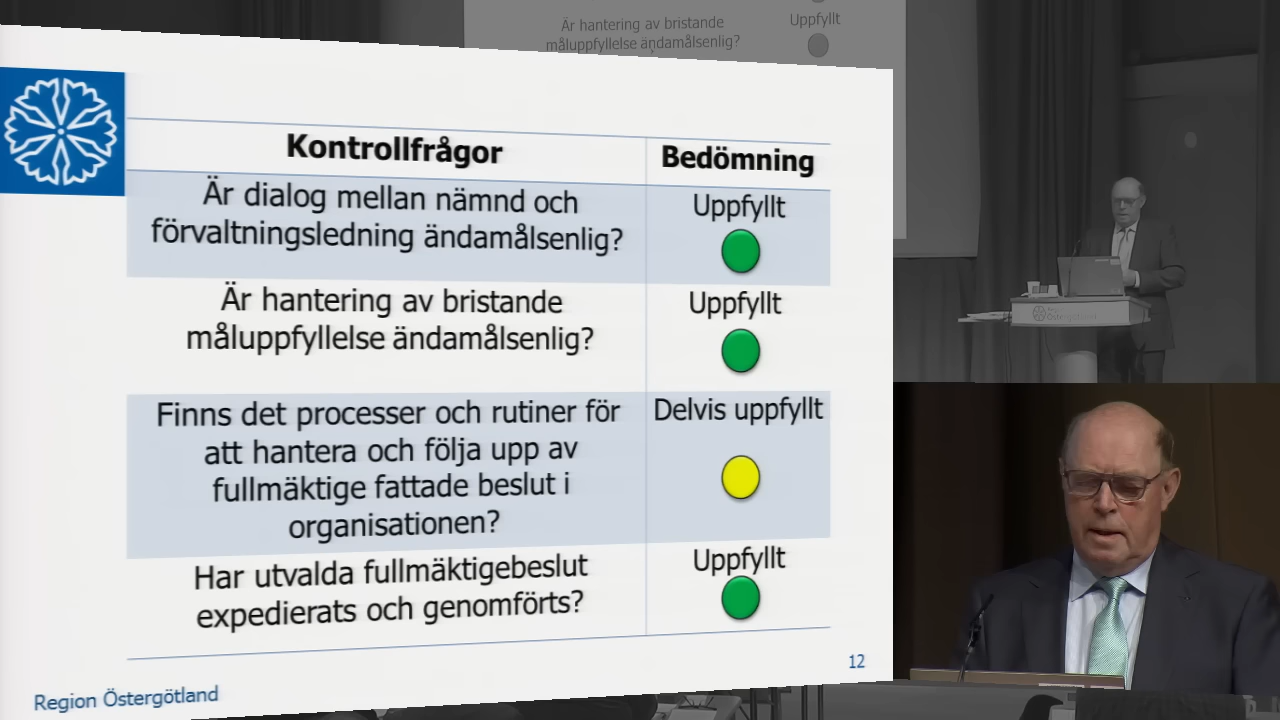 Är hantering av bristande
måluppfyllelse ändamålsenlig?
Uppfyllt
Kontrollfrågor
Bedömning
Är dialog mellan nämnd och
förvaltningsledning ändamålsenlig?
Uppfyllt
Är hantering av bristande
måluppfyllelse ändamålsenlig?
Uppfyllt
Finns det processer och rutiner för
att hantera och följa upp av
fullmäktige fattade beslut i
organisationen?
Delvis uppfyllt
Har utvalda fullmäktigebeslut
expedierats och genomförts?
Uppfyllt
12
Region Östergötland
Östergötland